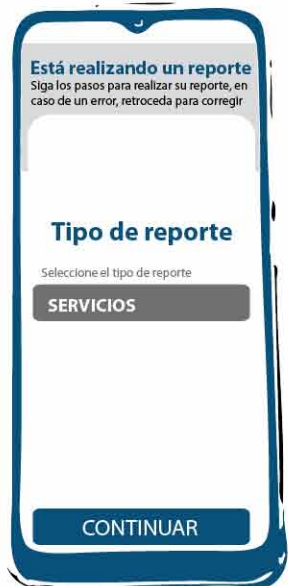 Está realizando un reporte
Siga los pasos para realizar su reporte, en
caso de un error, retroceda para corregir
Tipo de reporte
Seleccione el tipo de reporte
SERVICIOS
CONTINUAR